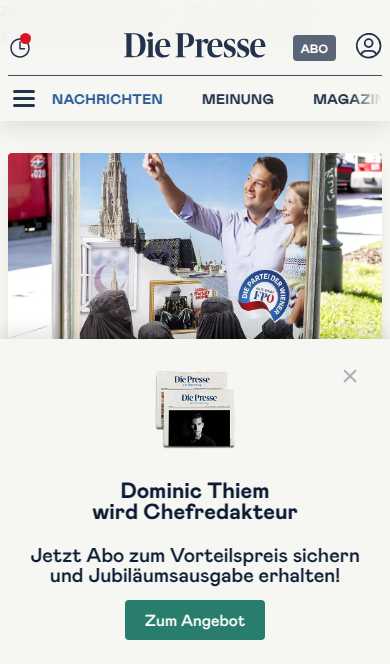 Die Presse
ABO
NACHRICHTEN
MEINUNG
MAGAZIN
DIE PARTEI DER WIENER
FPÖ
Die Presse
Die Presse
Dominic Thiem
wird Chefredakteur
Jetzt Abo zum Vorteilspreis sichern
und Jubiläumsausgabe erhalten!
Zum Angebot